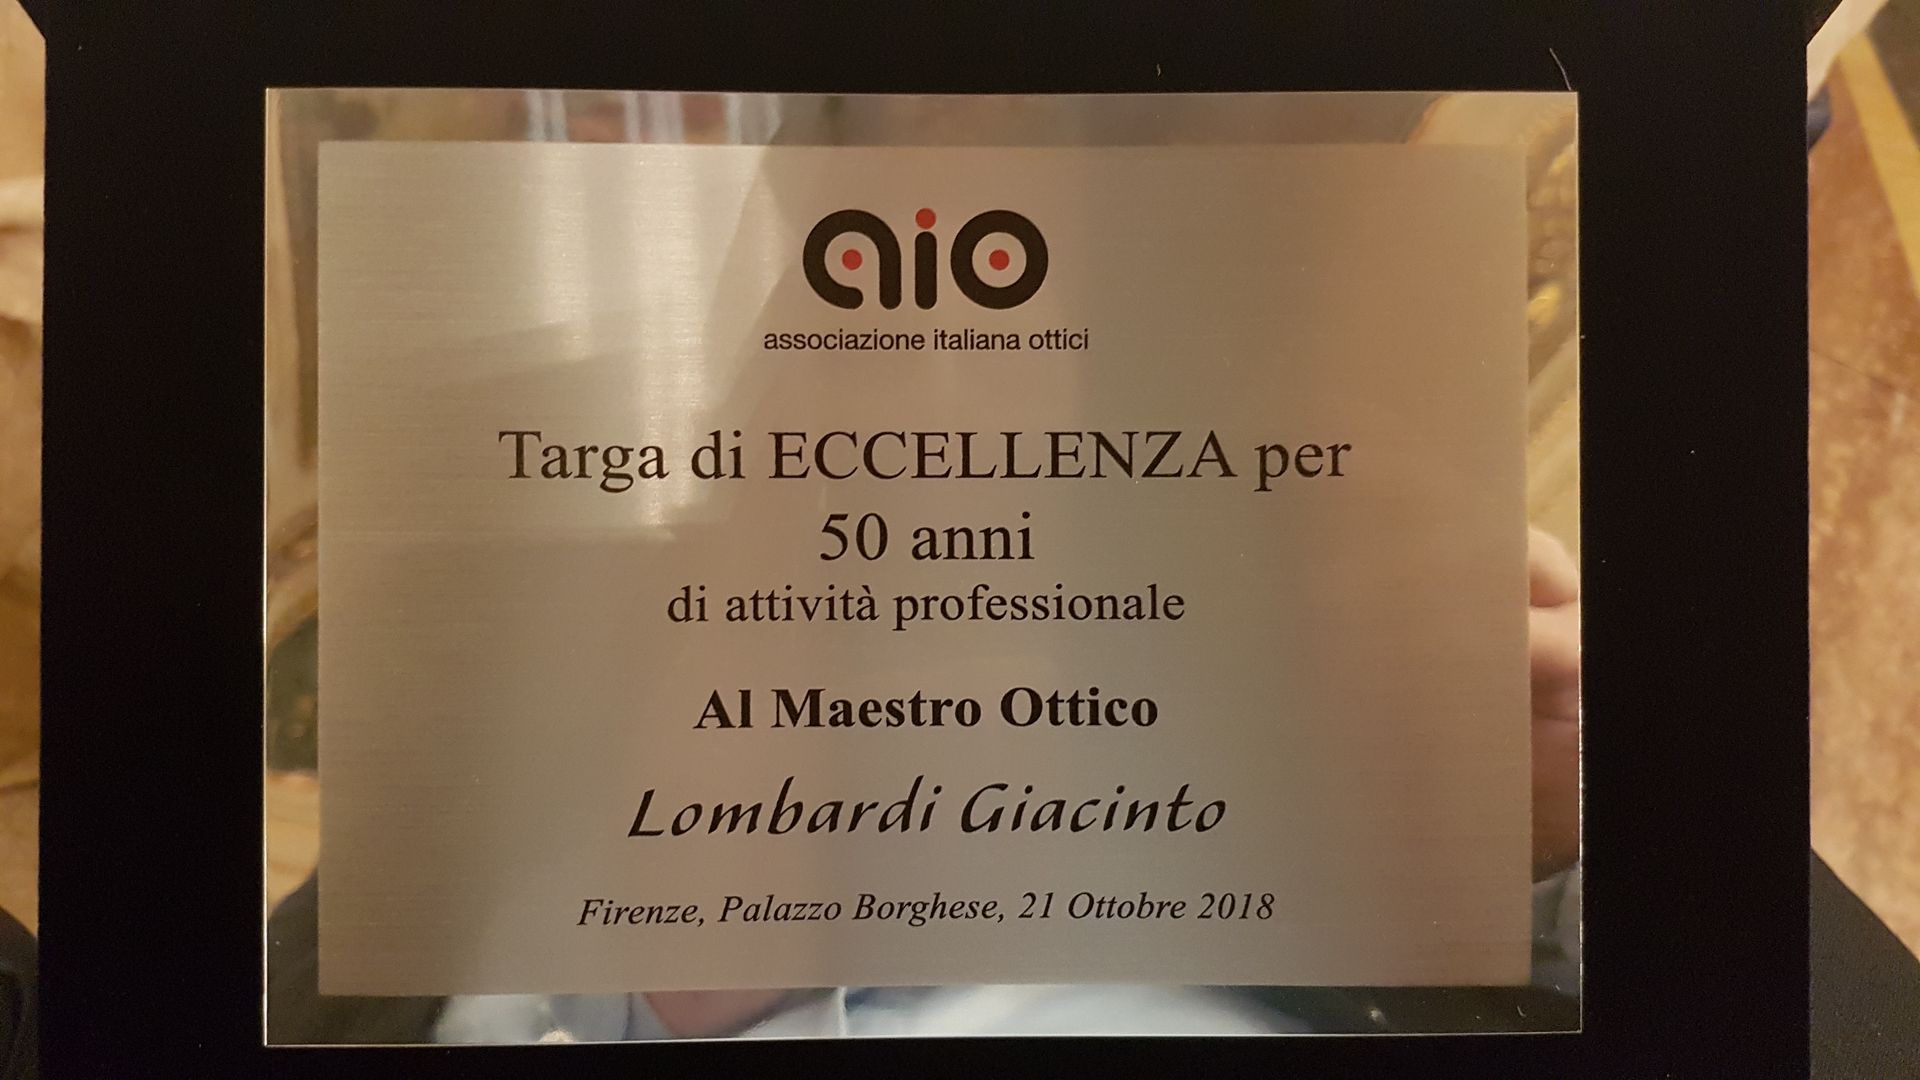 aio
associazione italiana ottici
Targa di ECCELLENZA per
50 anni
di attività professionale
Al Maestro Ottico
Lombardi Giacinto
Firenze, Palazzo Borghese, 21 Ottobre 2018